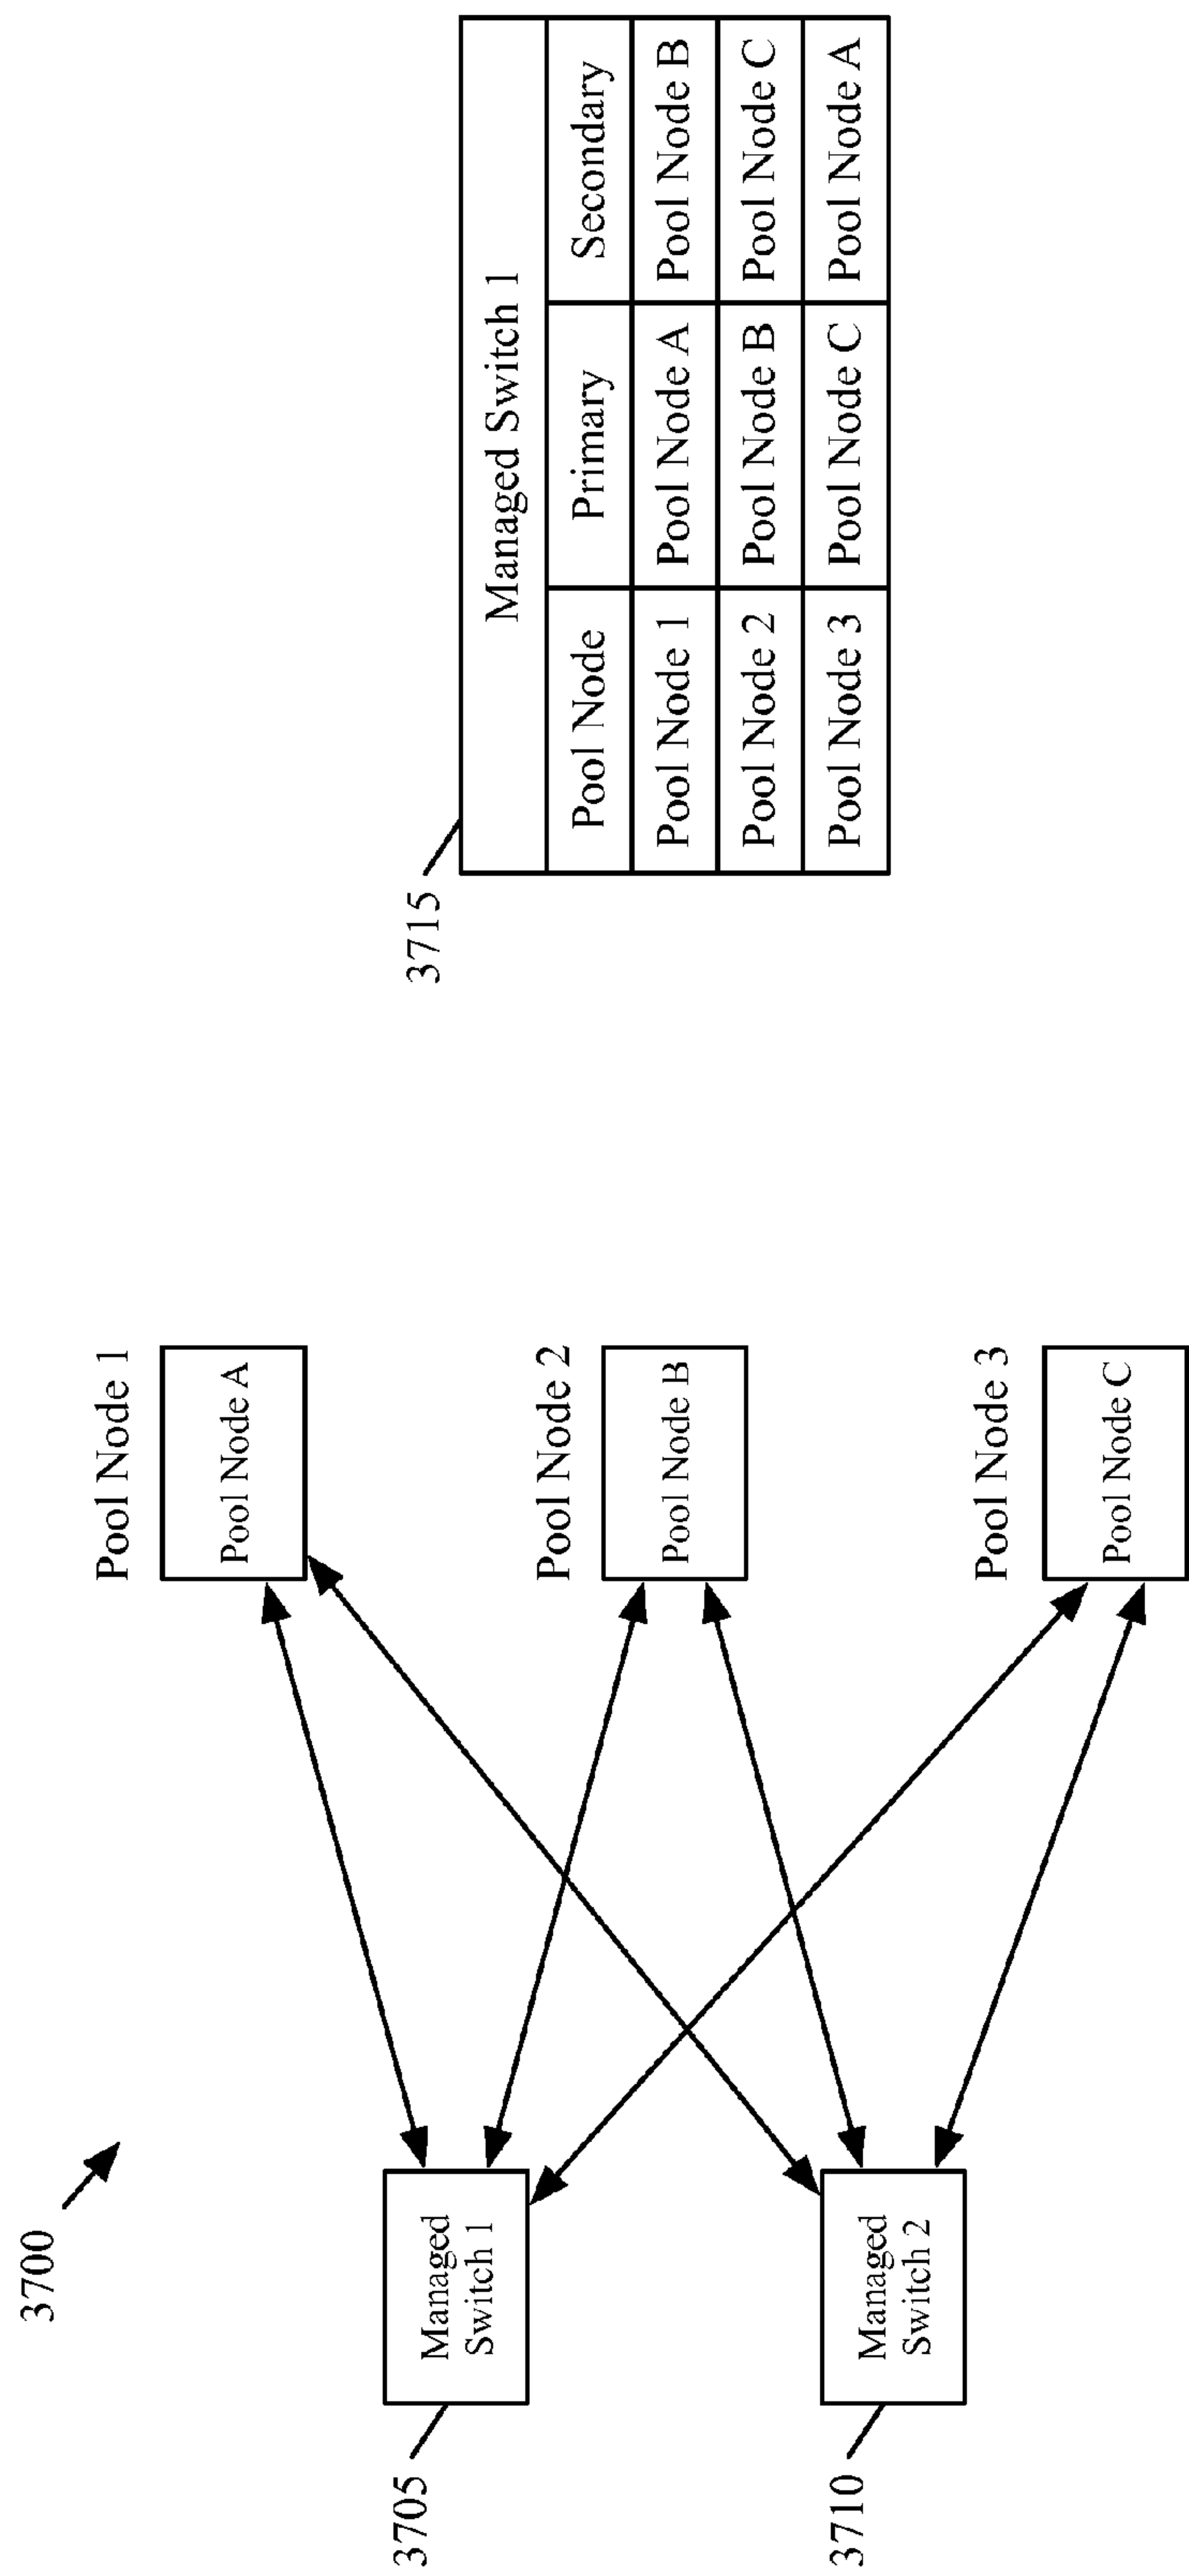 3700
Pool Node 1
Pool Node A
3705
Managed
Switch 1
Pool Node 2
Pool Node B
3710
Managed
Switch 2
Pool Node 3
Pool Node C
3715
Managed Switch 1
Pool Node Primary Secondary
Pool Node 1 Pool Node A Pool Node B
Pool Node 2 Pool Node B Pool Node C
Pool Node 3 Pool Node C Pool Node A